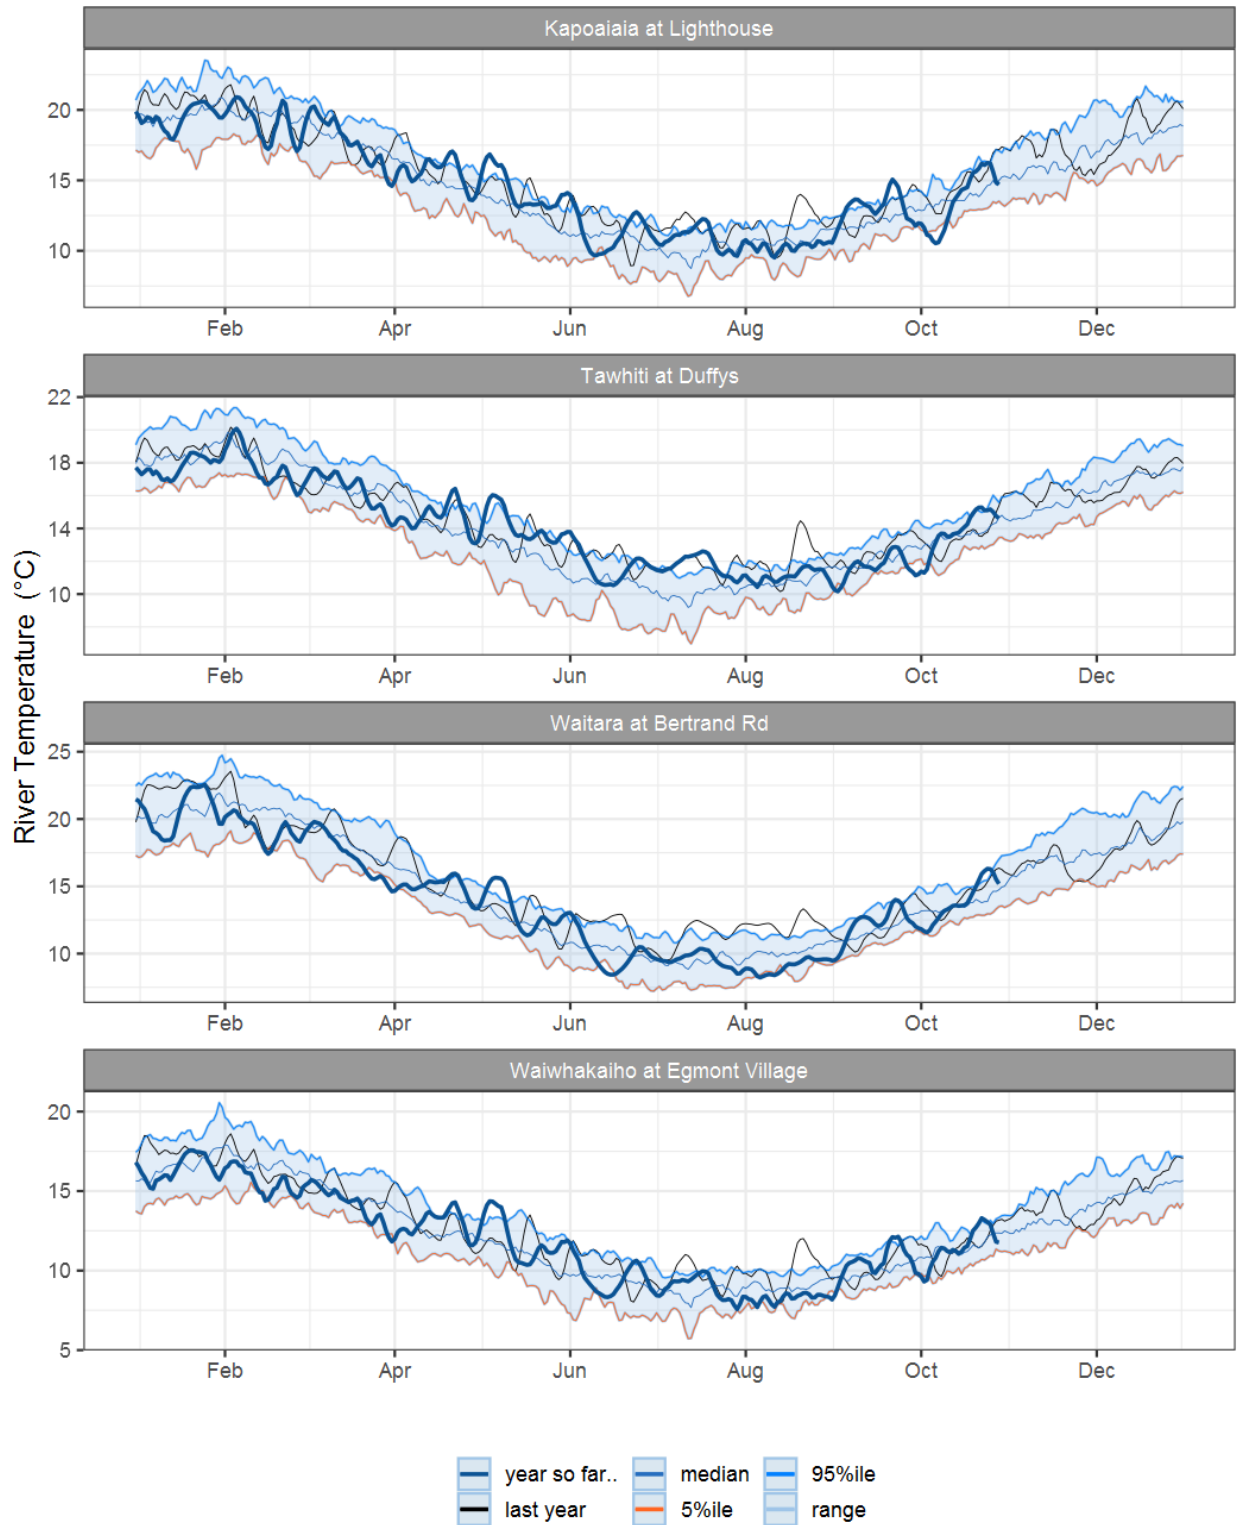 Kapoaiaia at Lighthouse
20
15
10
Feb Apr Jun Aug Oct Dec
Tawhiti at Duffys
22
18
14
10
Feb Apr Jun Aug Oct Dec
River Temperature (°C)
Waitara at Bertrand Rd
25
20
15
10
Feb Apr Jun Aug Oct Dec
Waiwhakaiho at Egmont Village
20
15
10
5
Feb Apr Jun Aug Oct Dec
year so far.. median 95%ile
last year 5%ile range